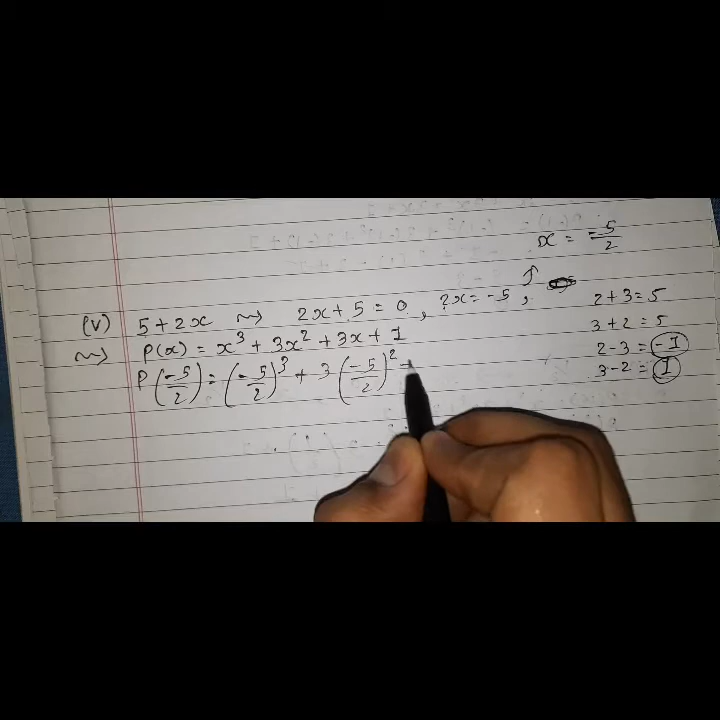 x = -5/2
(V) 5 + 2x ⇝ 2x + 5 = 0, 2x = -5,
⇝ P(x) = x³ + 3x² + 3x + 1
P(-5/2) = (-5/2)³ + 3(-5/2)² +
2 + 3 = 5
3 + 2 = 5
2 - 3 = -1
3 - 2 = 1